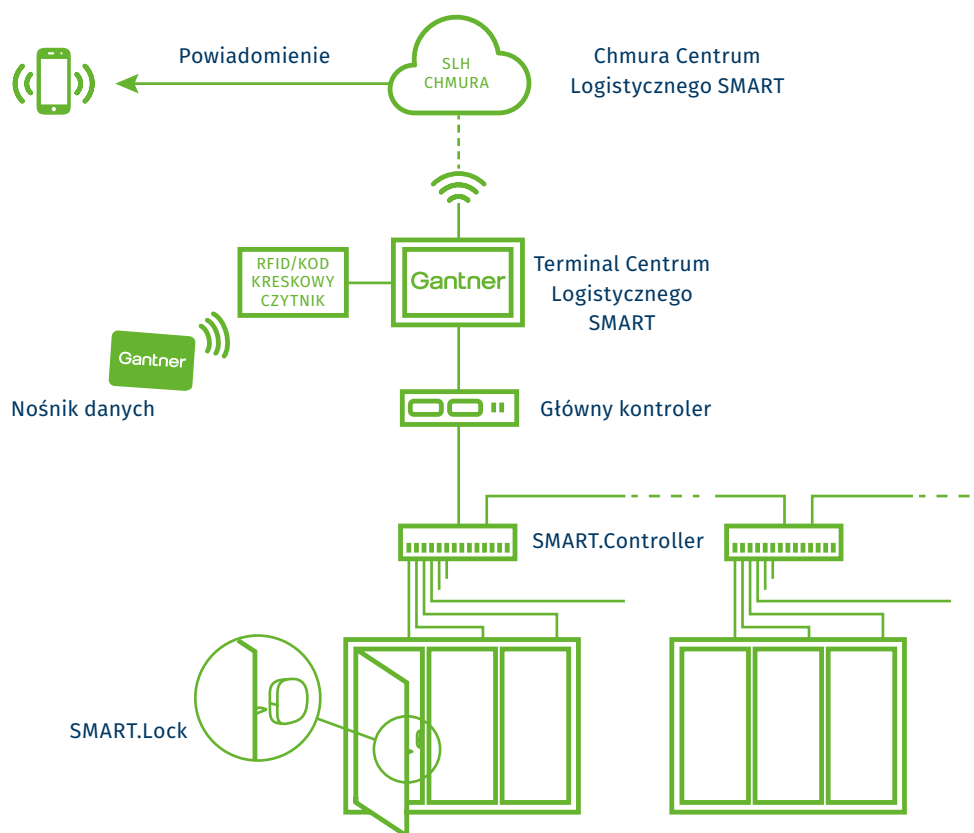 Powiadomienie
SLH
CHMURA
Chmura Centrum
Logistycznego SMART
RFID/KOD
KRESKOWY
CZYTNIK
Gantner
Terminal Centrum
Logistycznego
SMART
Gantner
Nośnik danych
Główny kontroler
SMART.Controller
SMART.Lock